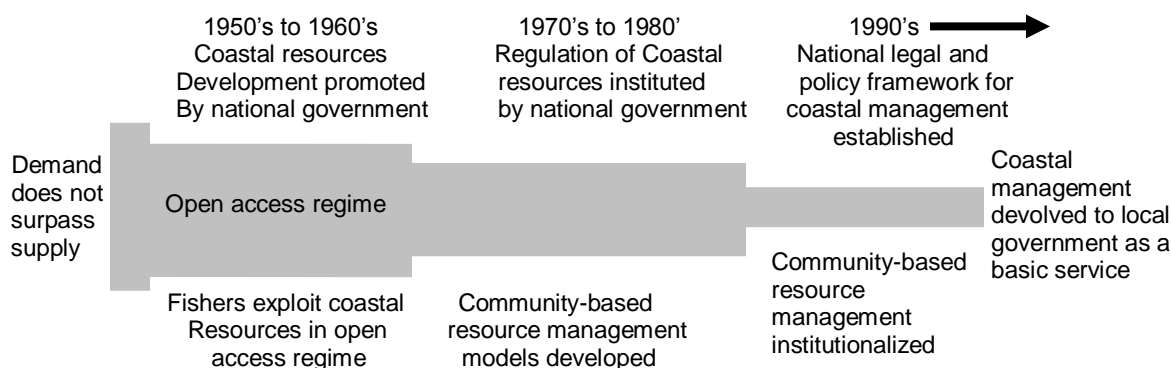 1950's to 1960's
Coastal resources
Development promoted
By national government
1970's to 1980'
Regulation of Coastal
resources instituted
by national government
1990's
National legal and
policy framework for
coastal management
established
Demand
does not
surpass
supply
Open access regime
Coastal
management
devolved to local
government as a
basic service
Fishers exploit coastal
Resources in open
access regime
Community-based
resource management
models developed
Community-based
resource
management
institutionalized